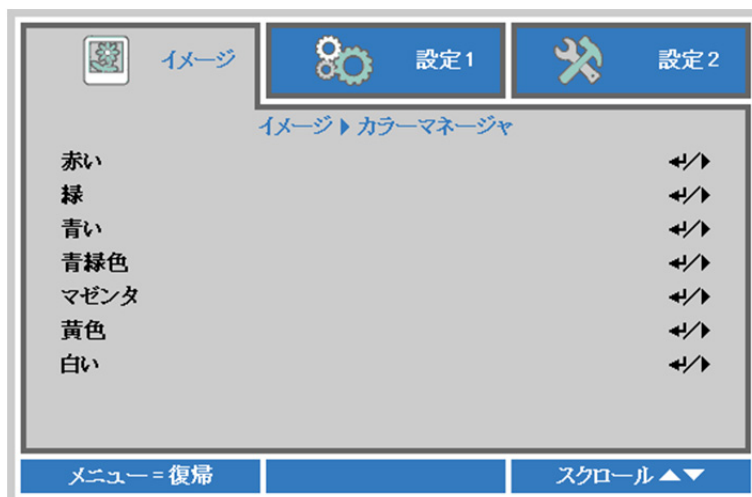 イメージ 設定1 設定2
イメージ▶カラーマネージャ
赤い ↵/▶
緑 ↵/▶
青い ↵/▶
青緑色 ↵/▶
マゼンタ ↵/▶
黄色 ↵/▶
白い ↵/▶
メニュー=復帰 スクロール▲▼